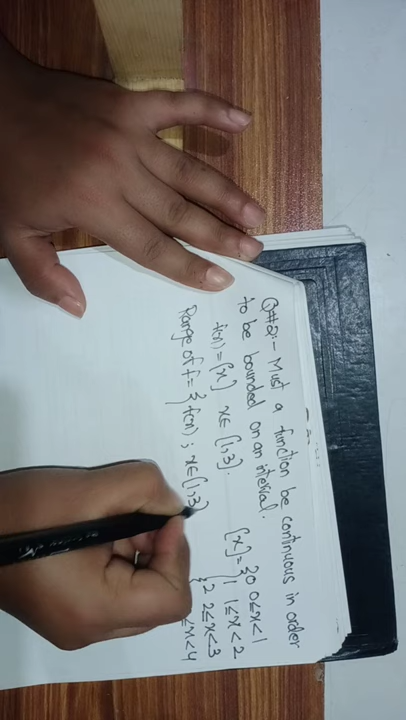 Q#2:- Must a function be continuous in order
to be bounded on an interval.
f(x) = [x]  x ∈ (1,3).
[x] = { 0  0≤x<1
1  1≤x<2
2  2≤x<3
≤x<4
Range of f = { f(x) ; x ∈ (1,3)